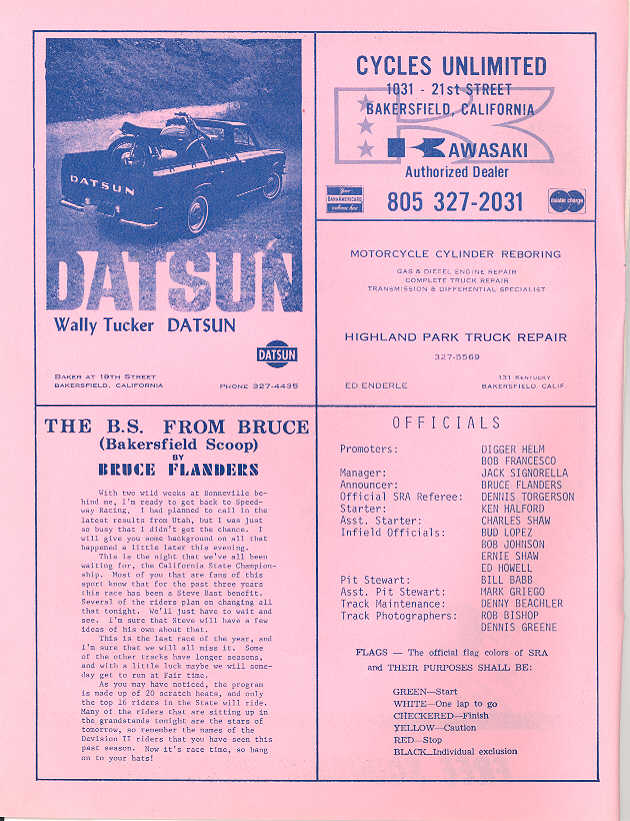 DATSUN
DATSUN
Wally Tucker DATSUN
DATSUN
BAKER AT 19TH STREET
BAKERSFIELD, CALIFORNIA
PHONE 327-4435
CYCLES UNLIMITED
1031 - 21st STREET
BAKERSFIELD, CALIFORNIA
KAWASAKI
Authorized Dealer
Your
BANKAMERICARD
welcome here
805 327-2031
master charge
MOTORCYCLE CYLINDER REBORING
GAS & DIESEL ENGINE REPAIR
COMPLETE TRUCK REPAIR
TRANSMISSION & DIFFERENTIAL SPECIALIST
HIGHLAND PARK TRUCK REPAIR
327-5569
ED ENDERLE
131 KENTUCKY
BAKERSFIELD, CALIF.
THE B.S. FROM BRUCE
(Bakersfield Scoop)
BY
BRUCE FLANDERS
With two wild weeks at Bonneville be-
hind me, I'm ready to get back to Speed-
way Racing. I had planned to call in the
latest results from Utah, but I was just
so busy that I didn't get the chance. I
will give you some background on all that
happened a little later this evening.
This is the night that we've all been
waiting for, the California State Champion-
ship. Most of you that are fans of this
sport know that for the past three years
this race has been a Steve Bast benefit.
Several of the riders plan on changing all
that tonight. We'll just have to wait and
see. I'm sure that Steve will have a few
ideas of his own about that.
This is the last race of the year, and
I'm sure that we will all miss it. Some
of the other tracks have longer seasons,
and with a little luck maybe we will some-
day get to run at Fair time.
As you may have noticed, the program
is made up of 20 scratch heats, and only
the top 16 riders in the State will ride.
Many of the riders that are sitting up in
the grandstands tonight are the stars of
tomorrow, so remember the names of the
Devision II riders that you have seen this
past season. Now it's race time, so hang
on to your hats!
OFFICIALS
Promoters: DIGGER HELM
BOB FRANCESCO
Manager: JACK SIGNORELLA
Announcer: BRUCE FLANDERS
Official SRA Referee: DENNIS TORGERSON
Starter: KEN HALFORD
Asst. Starter: CHARLES SHAW
Infield Officials: BUD LOPEZ
BOB JOHNSON
ERNIE SHAW
ED HOWELL
Pit Stewart: BILL BABB
Asst. Pit Stewart: MARK GRIEGO
Track Maintenance: DENNY BEACHLER
Track Photographers: ROB BISHOP
DENNIS GREENE
FLAGS — The official flag colors of SRA
and THEIR PURPOSES SHALL BE:
GREEN—Start
WHITE—One lap to go
CHECKERED—Finish
YELLOW—Caution
RED—Stop
BLACK—Individual exclusion